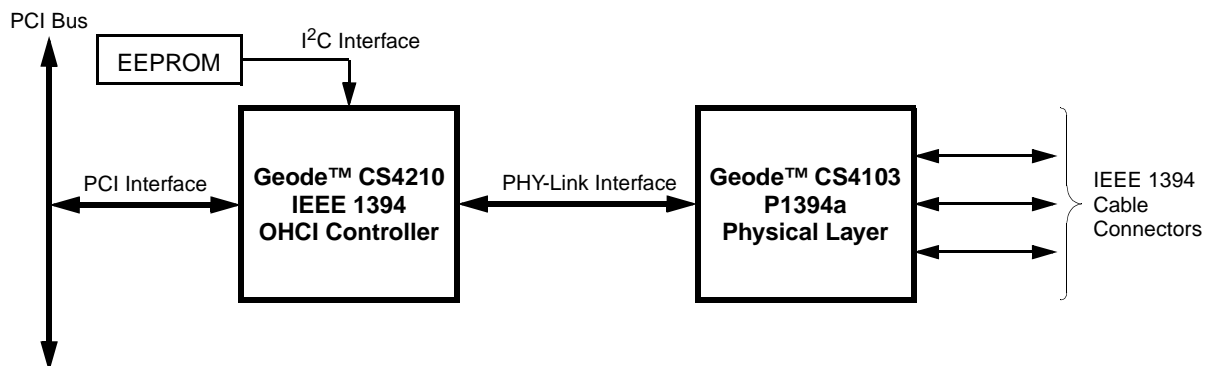 PCI Bus
I²C Interface
EEPROM
PCI Interface
Geode™ CS4210
IEEE 1394
OHCI Controller
PHY-Link Interface
Geode™ CS4103
P1394a
Physical Layer
IEEE 1394
Cable
Connectors